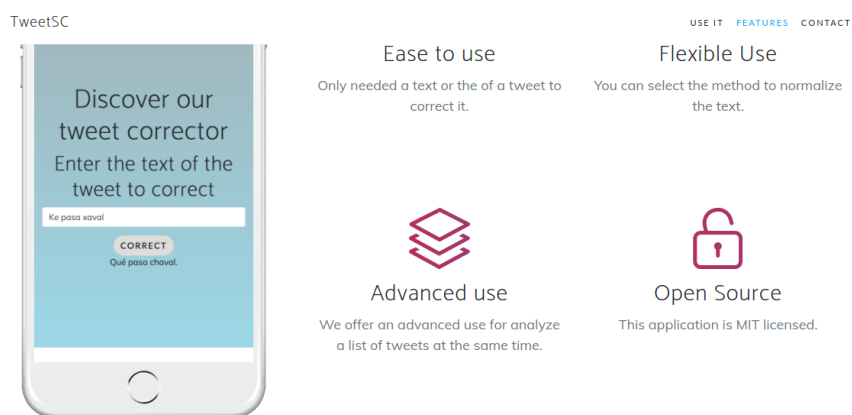 TweetSC
USE IT FEATURES CONTACT
Discover our
tweet corrector
Enter the text of the
tweet to correct
Ke pasa xaval
CORRECT
Qué pasa chaval.
Ease to use
Only needed a text or the of a tweet to
correct it.
Flexible Use
You can select the method to normalize
the text.
Advanced use
We offer an advanced use for analyze
a list of tweets at the same time.
Open Source
This application is MIT licensed.